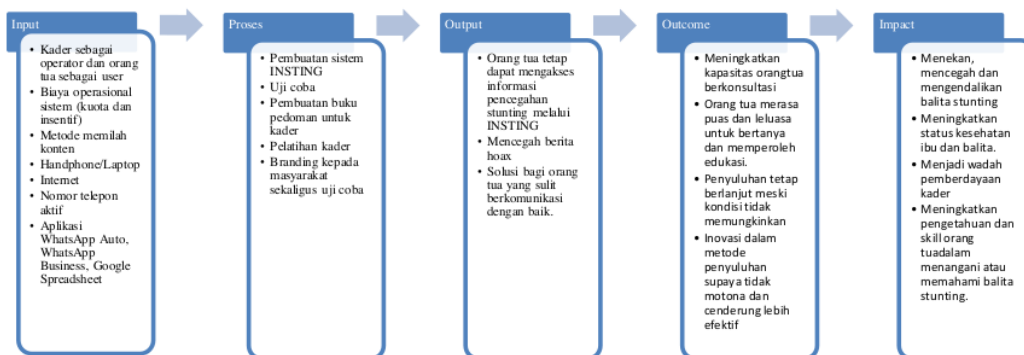 Input
• Kader sebagai
operator dan orang
tua sebagai user
• Biaya operasional
sistem (kuota dan
insentif)
• Metode memilah
konten
• Handphone/Laptop
• Internet
• Nomor telepon
aktif
• Aplikasi
WhatsApp Auto,
WhatsApp
Business, Google
Spreadsheet
Proses
• Pembuatan sistem
INSTING
• Uji coba
• Pembuatan buku
pedoman untuk
kader
• Pelatihan kader
• Branding kepada
masyarakat
sekaligus uji coba
Output
• Orang tua tetap
dapat mengakses
informasi
pencegahan
stunting melalui
INSTING
• Mencegah berita
hoax
• Solusi bagi orang
tua yang sulit
berkomunikasi
dengan baik.
Outcome
• Meningkatkan
kapasitas orangtua
berkonsultasi
• Orang tua merasa
puas dan leluasa
untuk bertanya
dan memperoleh
edukasi.
• Penyuluhan tetap
berlanjut meski
kondisi tidak
memungkinkan
• Inovasi dalam
metode
penyuluhan
supaya tidak
motona dan
cenderung lebih
efektif
Impact
• Menekan,
mencegah dan
mengendalikan
balita stunting
• Meningkatkan
status kesehatan
ibu dan balita.
• Menjadi wadah
pemberdayaan
kader
• Meningkatkan
pengetahuan dan
skill orang
tuadalam
menangani atau
memahami balita
stunting.